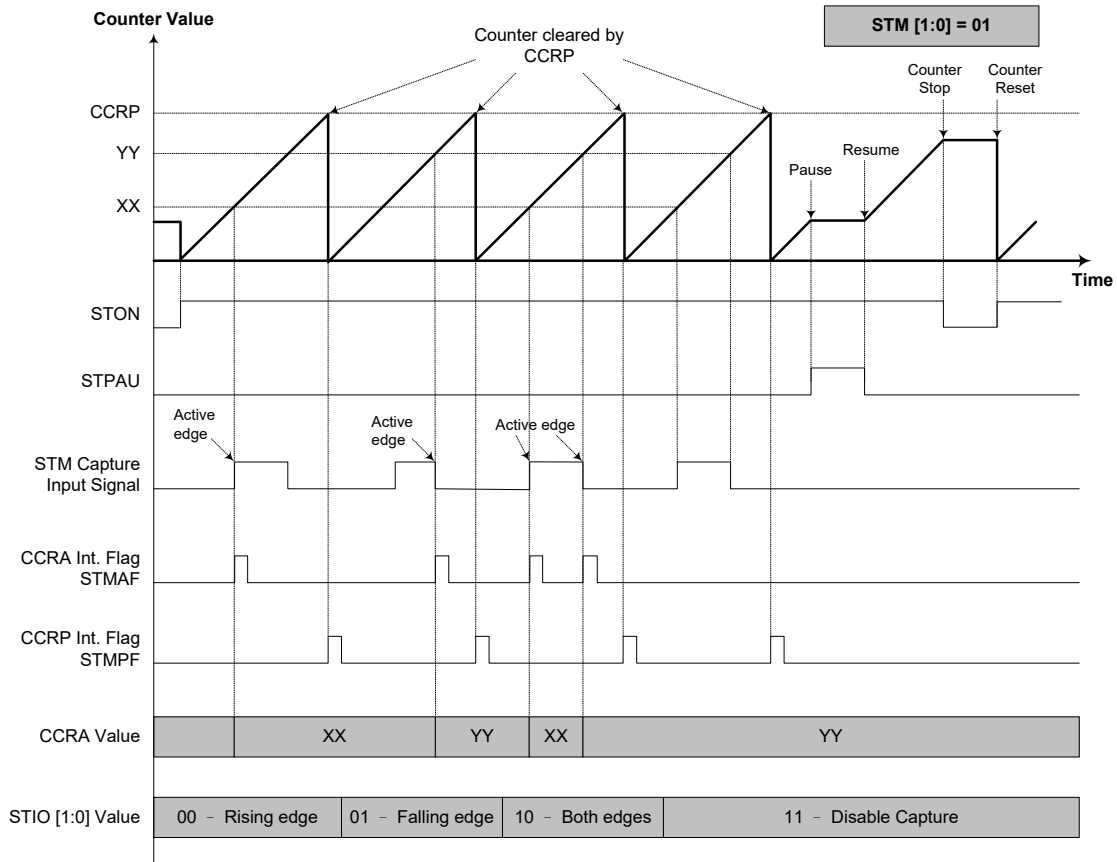 Counter Value
STM [1:0] = 01
Counter cleared by
CCRP
Counter
Stop
Counter
Reset
CCRP
YY
XX
Pause
Resume
Time
STON
STPAU
Active
edge
Active
edge
Active edge
STM Capture
Input Signal
CCRA Int. Flag
STMAF
CCRP Int. Flag
STMPF
CCRA Value
XX
YY
XX
YY
STIO [1:0] Value
00 – Rising edge
01 – Falling edge
10 – Both edges
11 – Disable Capture